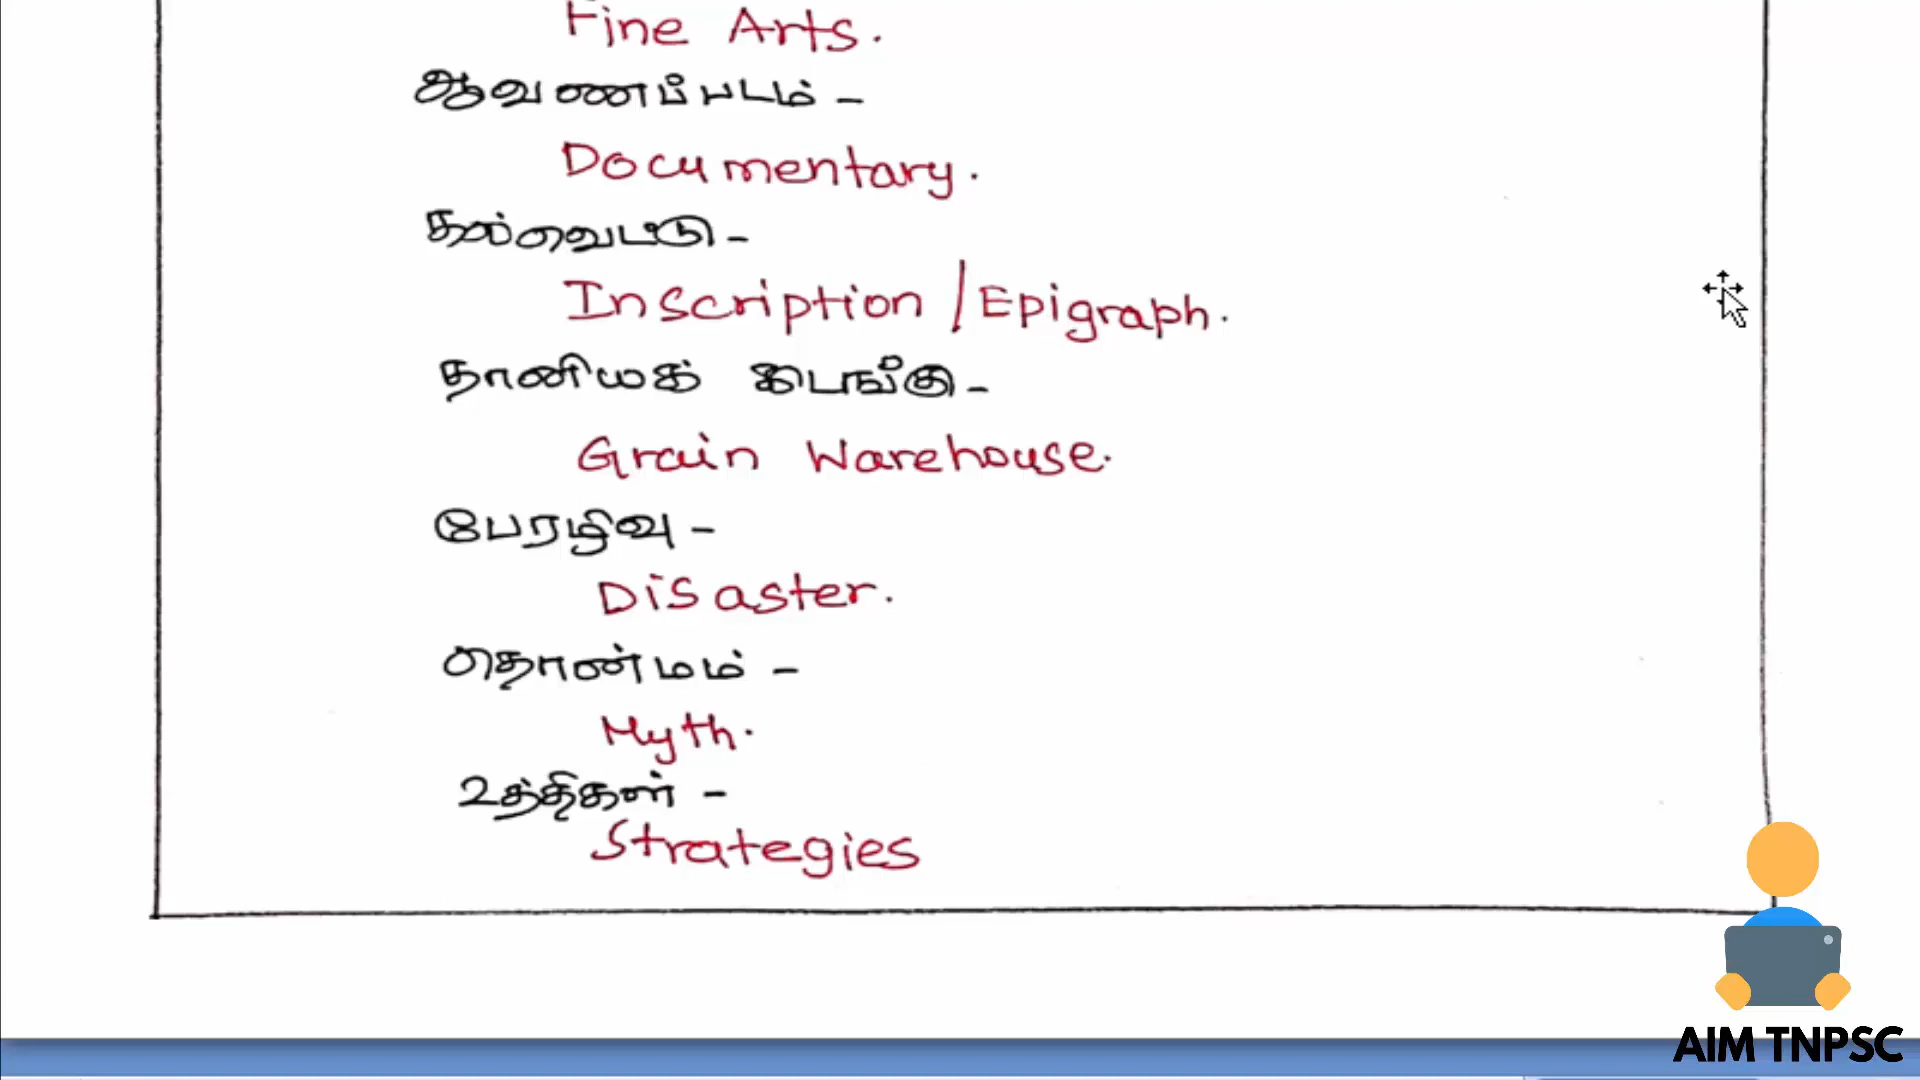 Fine Arts.
ஆவணப்படம் -
Documentary.
கல்வெட்டு -
Inscription / Epigraph.
தானியக் கிடங்கு -
Grain Warehouse.
பேரழிவு -
Disaster.
தொன்மம் -
Myth.
உத்திகள் -
Strategies
AIM TNPSC